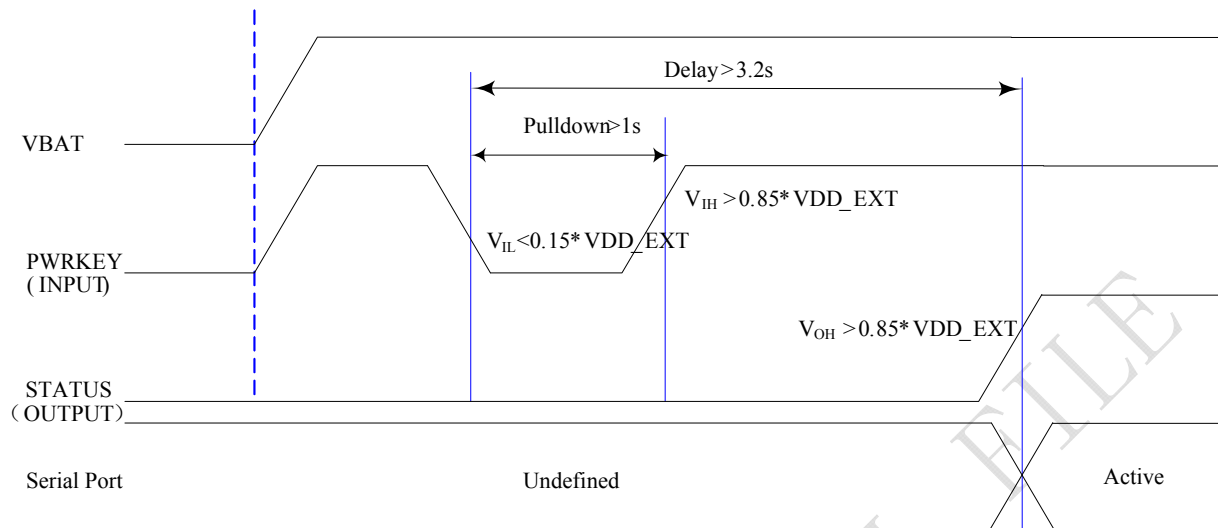 Delay>3.2s
Pulldown>1s
VBAT
VIH >0.85* VDD_EXT
VIL<0.15* VDD_EXT
PWRKEY
( INPUT)
VOH >0.85* VDD_EXT
STATUS
（OUTPUT）
Serial Port
Undefined
Active
FILE